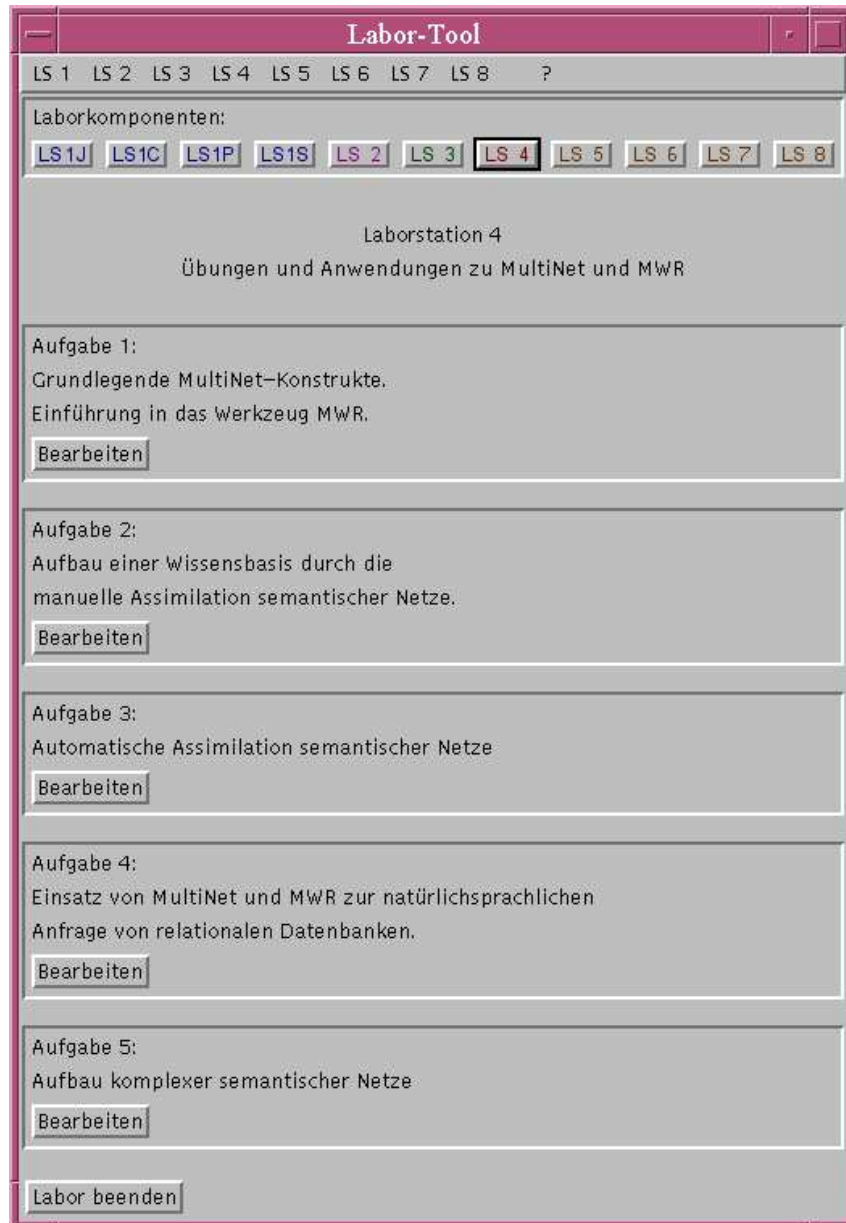 Labor-Tool
LS 1 LS 2 LS 3 LS 4 LS 5 LS 6 LS 7 LS 8 ?
Laborkomponenten:
LS1J LS1C LS1P LS1S LS 2 LS 3 LS 4 LS 5 LS 6 LS 7 LS 8
Laborstation 4
Übungen und Anwendungen zu MultiNet und MWR
Aufgabe 1:
Grundlegende MultiNet-Konstrukte.
Einführung in das Werkzeug MWR.
Bearbeiten
Aufgabe 2:
Aufbau einer Wissensbasis durch die
manuelle Assimilation semantischer Netze.
Bearbeiten
Aufgabe 3:
Automatische Assimilation semantischer Netze
Bearbeiten
Aufgabe 4:
Einsatz von MultiNet und MWR zur natürlichsprachlichen
Anfrage von relationalen Datenbanken.
Bearbeiten
Aufgabe 5:
Aufbau komplexer semantischer Netze
Bearbeiten
Labor beenden